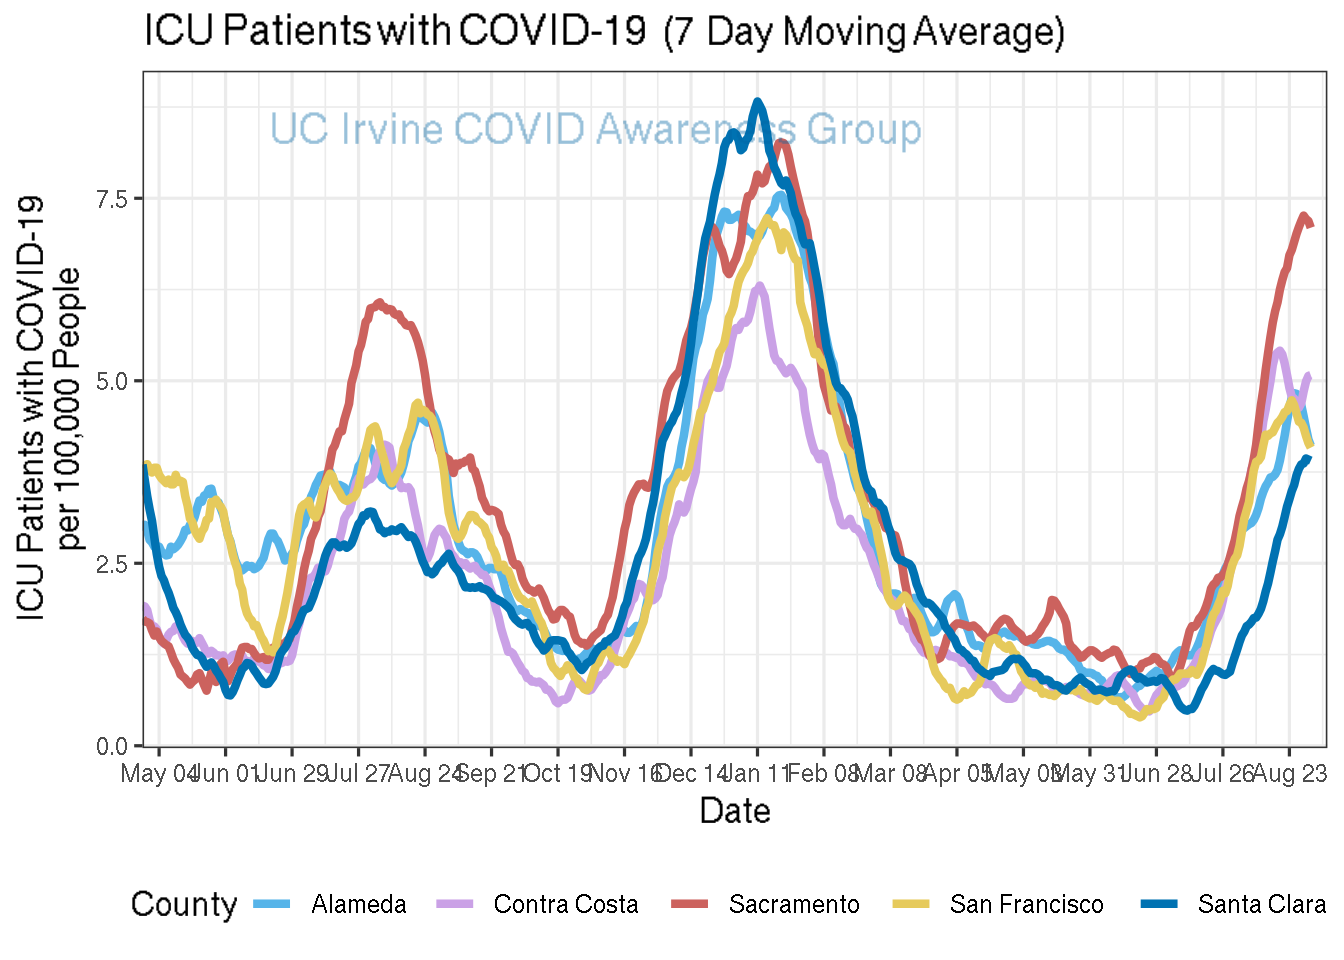 ICU Patients with COVID-19 (7 Day Moving Average)
UC Irvine COVID Awareness Group
ICU Patients with COVID-19
per 100,000 People
7.5
5.0
2.5
0.0
May 04 Jun 01 Jun 29 Jul 27 Aug 24 Sep 21 Oct 19 Nov 16 Dec 14 Jan 11 Feb 08 Mar 08 Apr 05 May 03 May 31 Jun 28 Jul 26 Aug 23
Date
County Alameda Contra Costa Sacramento San Francisco Santa Clara